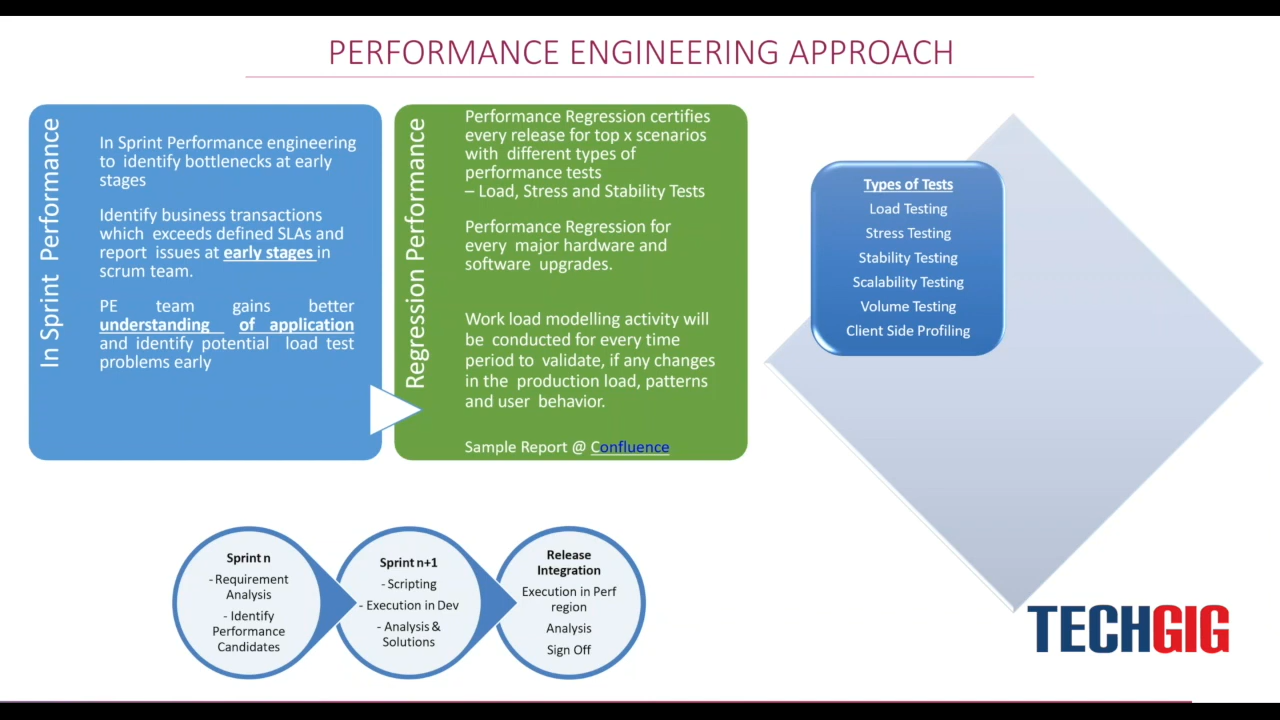 PERFORMANCE ENGINEERING APPROACH
In Sprint Performance
In Sprint Performance engineering
to identify bottlenecks at early
stages
Identify business transactions
which exceeds defined SLAs and
report issues at early stages in
scrum team.
PE team gains better
understanding of application
and identify potential load test
problems early
Regression Performance
Performance Regression certifies
every release for top x scenarios
with different types of
performance tests
– Load, Stress and Stability Tests
Performance Regression for
every major hardware and
software upgrades.
Work load modelling activity will
be conducted for every time
period to validate, if any changes
in the production load, patterns
and user behavior.
Sample Report @ Confluence
Types of Tests
Load Testing
Stress Testing
Stability Testing
Scalability Testing
Volume Testing
Client Side Profiling
Sprint n
- Requirement
Analysis
- Identify
Performance
Candidates
Sprint n+1
- Scripting
- Execution in Dev
- Analysis &
Solutions
Release
Integration
Execution in Perf
region
Analysis
Sign Off
TECHGIG